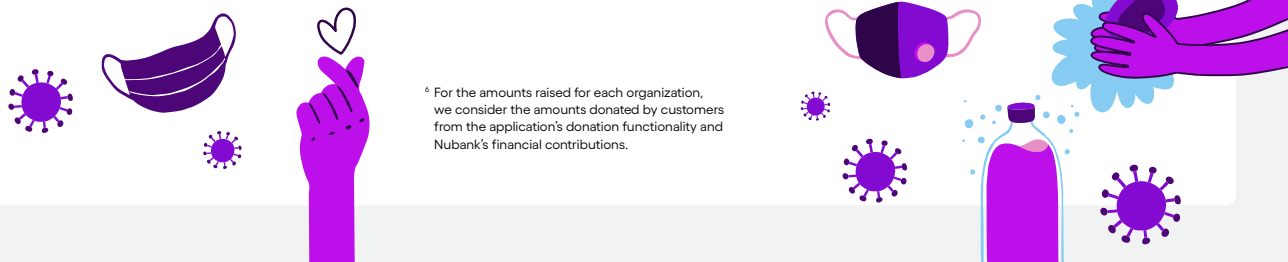 6 For the amounts raised for each organization,
we consider the amounts donated by customers
from the application's donation functionality and
Nubank's financial contributions.